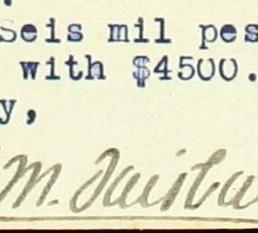 Seis mil pes
with $4500.
y,
M.